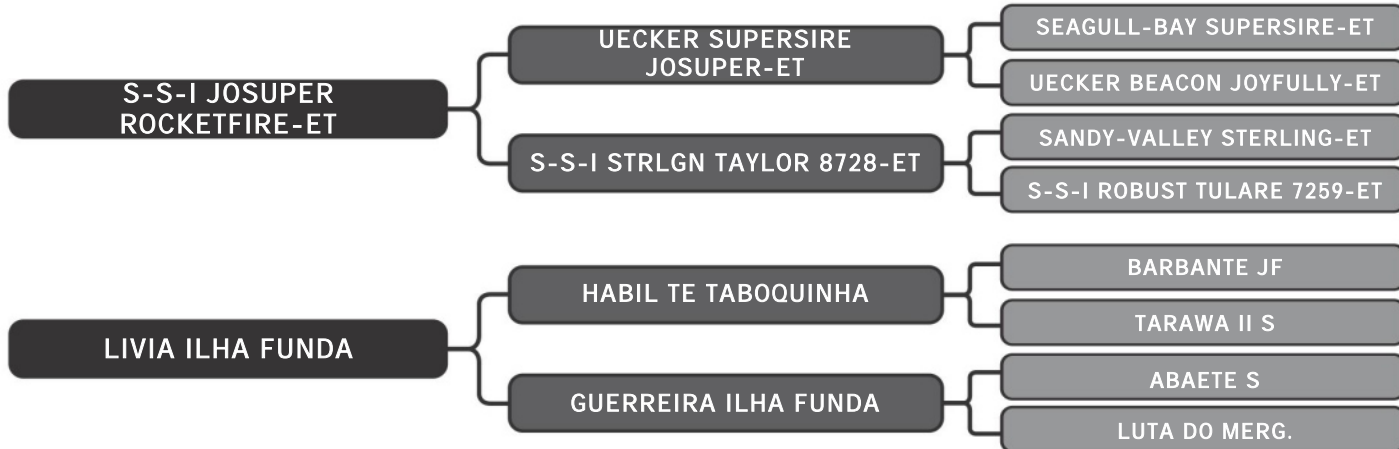 S-S-I JOSUPER
ROCKETFIRE-ET
UECKER SUPERSIRE
JOSUPER-ET
S-S-I STRLGN TAYLOR 8728-ET
SEAGULL-BAY SUPERSIRE-ET
UECKER BEACON JOYFULLY-ET
SANDY-VALLEY STERLING-ET
S-S-I ROBUST TULARE 7259-ET
LIVIA ILHA FUNDA
HABIL TE TABOQUINHA
GUERREIRA ILHA FUNDA
BARBANTE JF
TARAWA II S
ABAETE S
LUTA DO MERG.